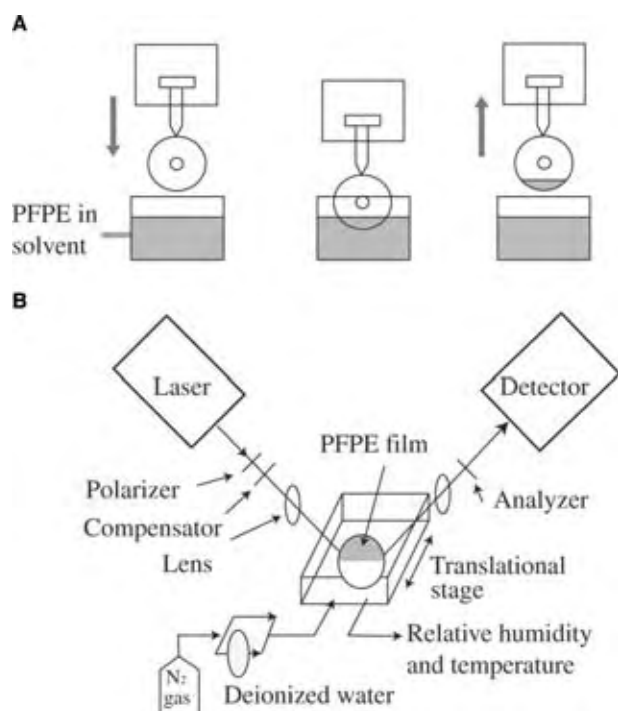 A
PFPE in
solvent
B
Laser
Detector
PFPE film
Polarizer
Analyzer
Compensator
Translational
stage
Lens
Relative humidity
and temperature
N₂
gas
Deionized water